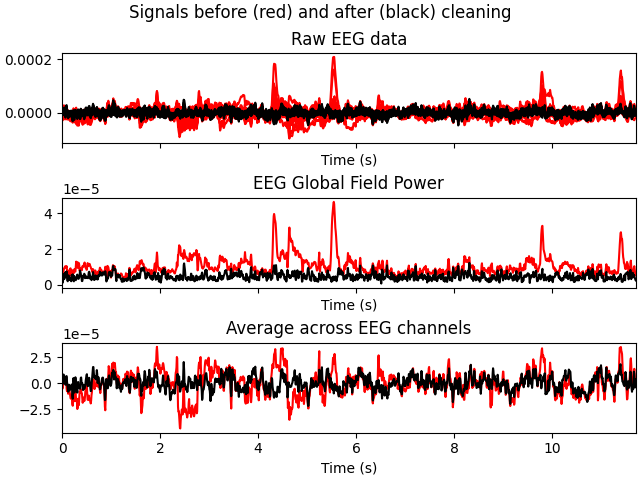 Signals before (red) and after (black) cleaning
Raw EEG data
0.0002
0.0000
Time (s)
EEG Global Field Power
1e−5
4
2
0
Time (s)
Average across EEG channels
1e−5
2.5
0.0
−2.5
0 2 4 6 8 10
Time (s)